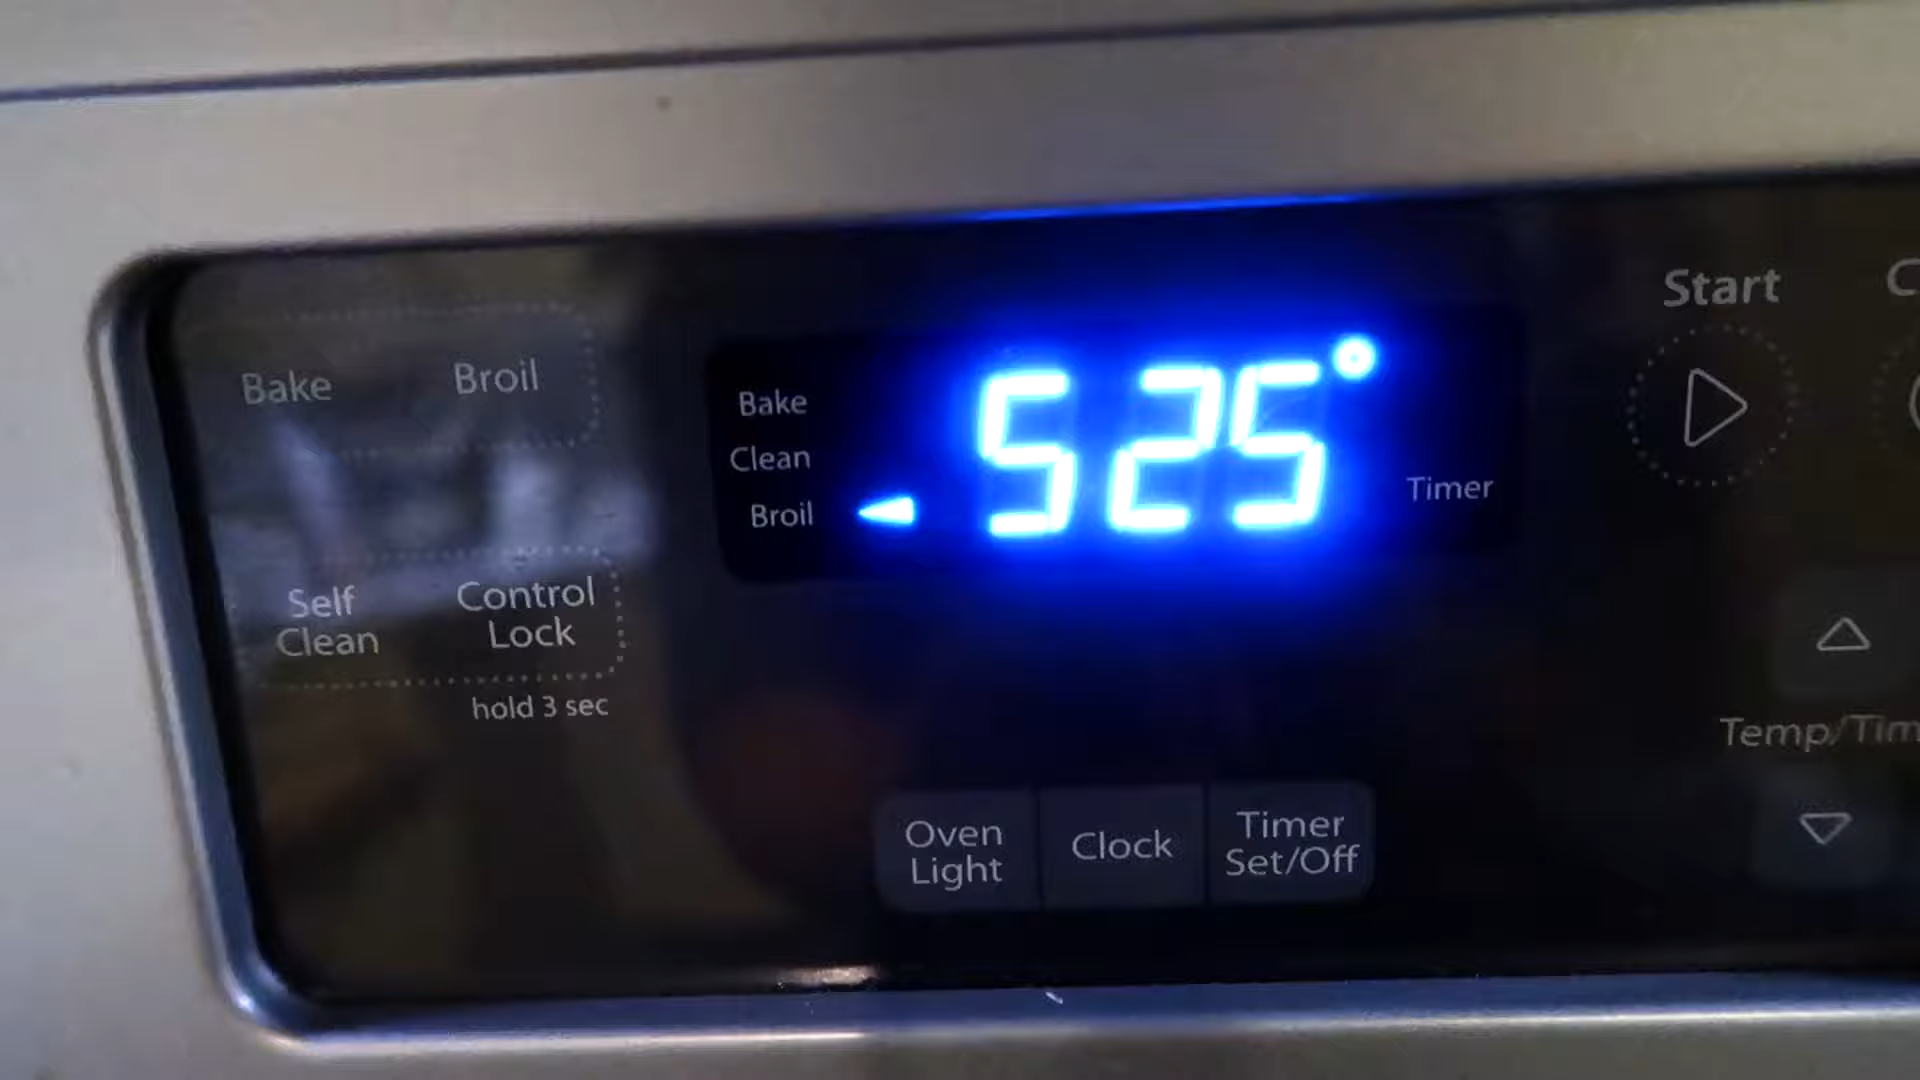 Start
Bake Broil
Bake
Clean
Broil
525°
Timer
Self
Clean
Control
Lock
hold 3 sec
Temp/Tim
Oven
Light
Clock
Timer
Set/Off